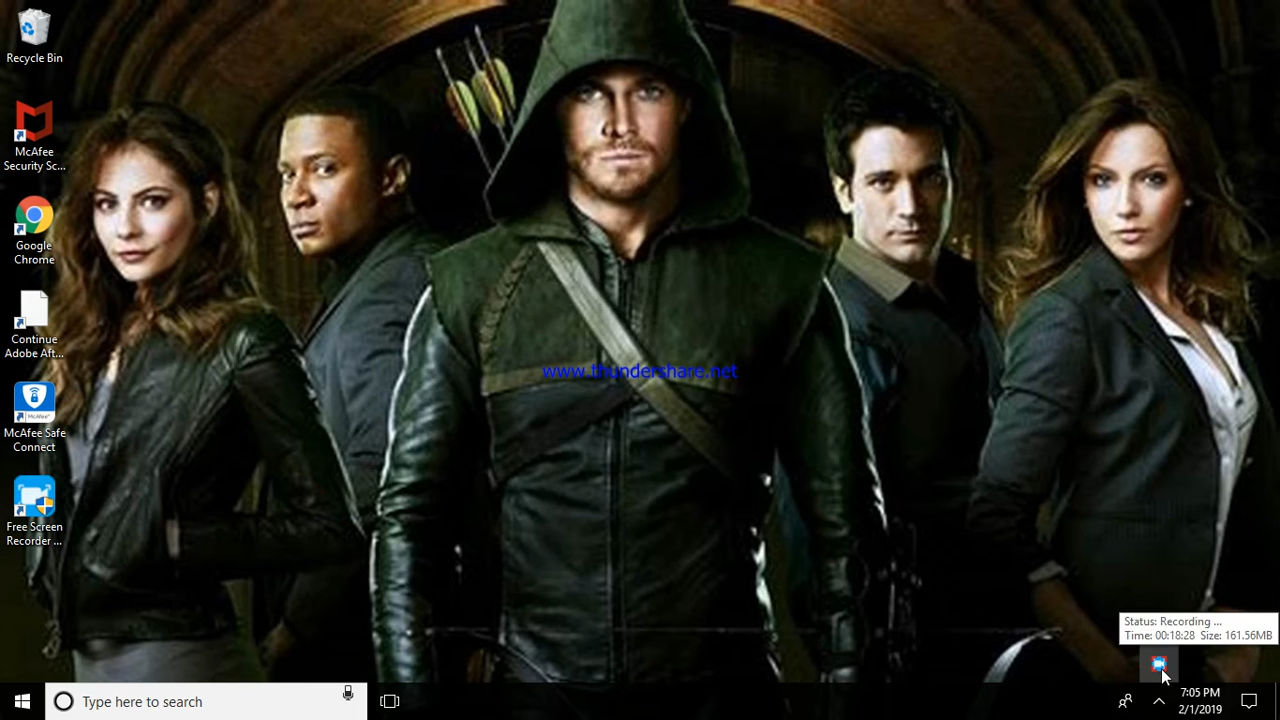 Recycle Bin
McAfee
Security Sc...
Google
Chrome
Continue
Adobe Aft...
McAfee Safe
Connect
Free Screen
Recorder ...
www.thundershare.net
Status: Recording ...
Time: 00:18:28 Size: 161.56MB
Type here to search
7:05 PM
2/1/2019